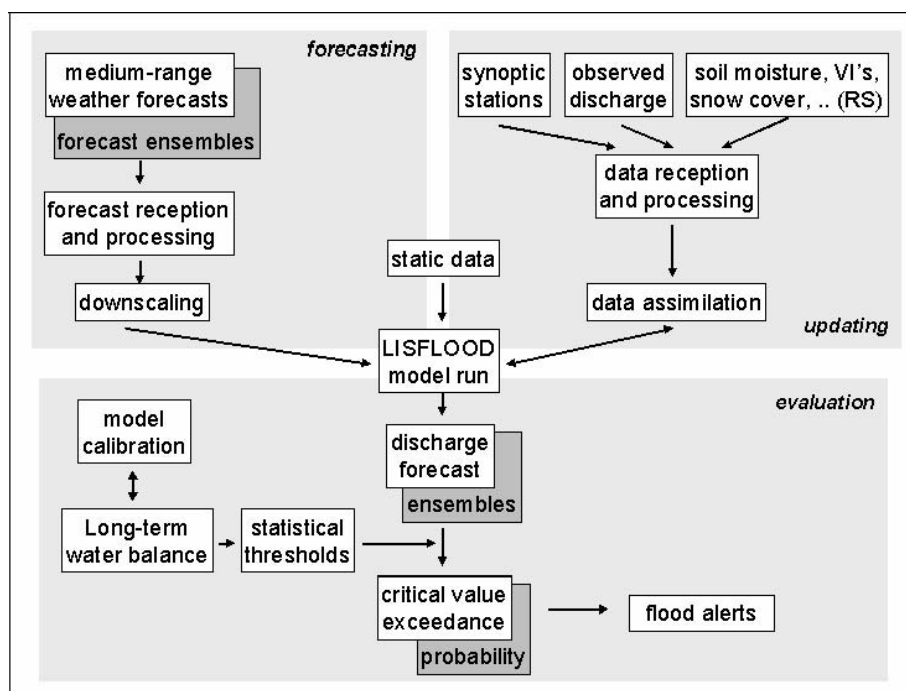 forecasting
medium-range
weather forecasts
forecast ensembles
forecast reception
and processing
downscaling
static data
synoptic
stations
observed
discharge
soil moisture, VI's,
snow cover, .. (RS)
data reception
and processing
data assimilation
updating
LISFLOOD
model run
evaluation
model
calibration
Long-term
water balance
statistical
thresholds
discharge
forecast
ensembles
critical value
exceedance
probability
flood alerts